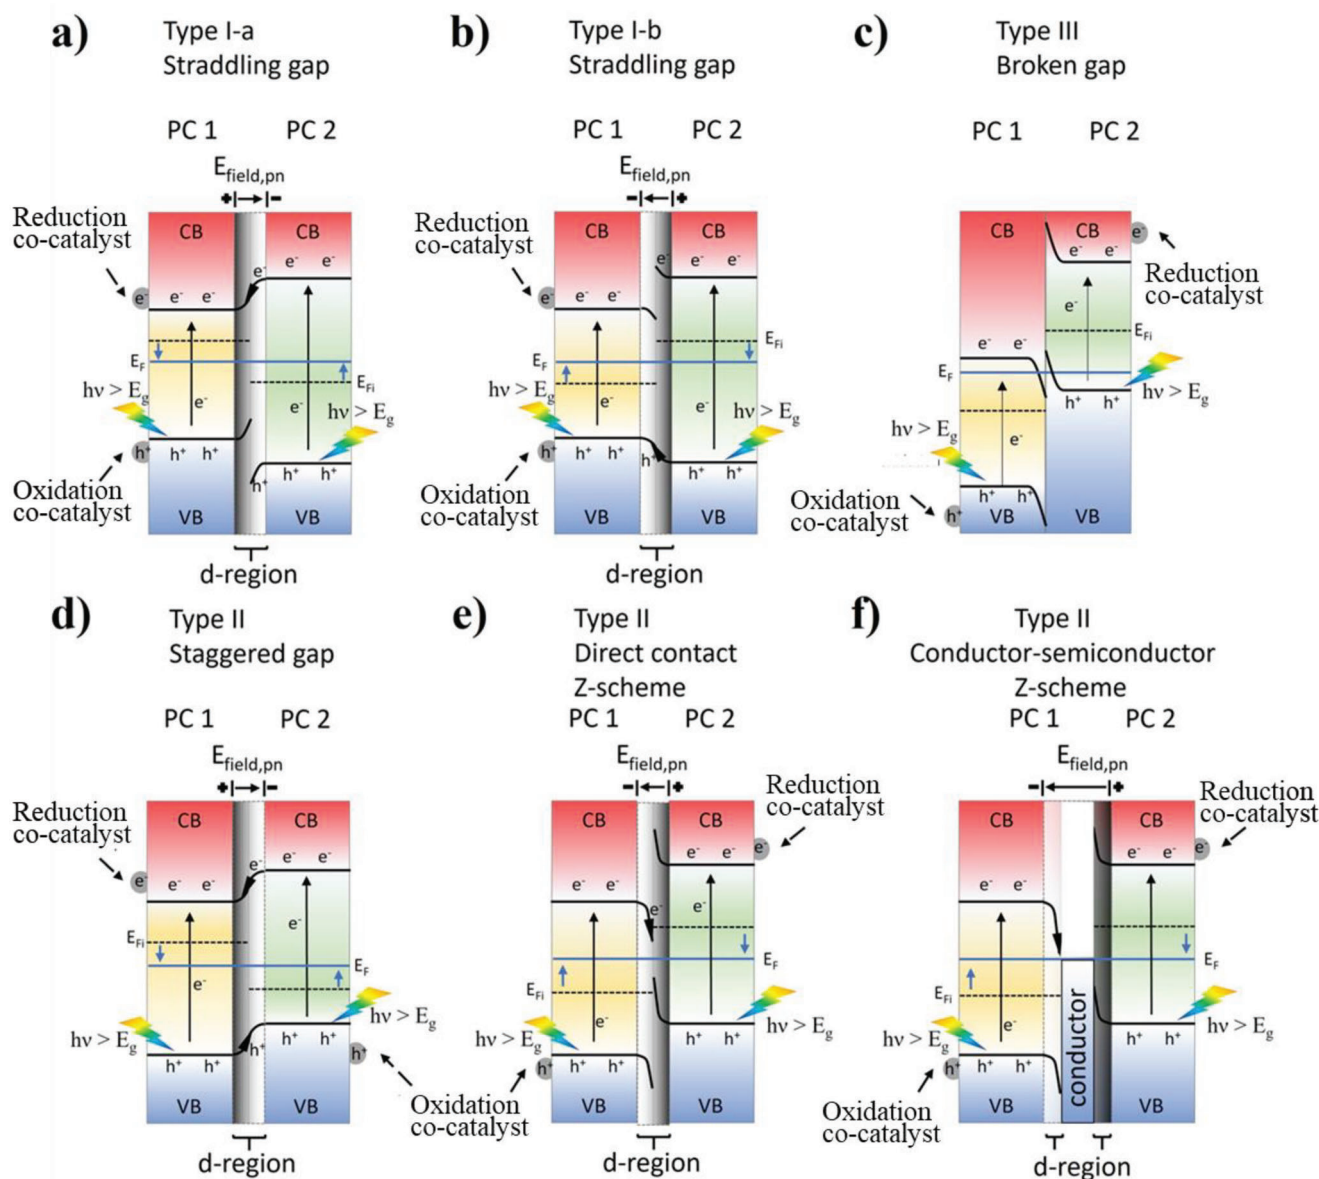 a)
Type I-a
Straddling gap
PC 1
PC 2
E_field,pn
+ -
Reduction
co-catalyst
CB
CB
e⁻ e⁻
e⁻
e⁻
e⁻ e⁻
E_F
E_Fi
hν > E_g
hν > E_g
e⁻
e⁻
h⁺
h⁺ h⁺
h⁺
h⁺ h⁺
Oxidation
co-catalyst
VB
VB
d-region
b)
Type I-b
Straddling gap
PC 1
PC 2
E_field,pn
- +
Reduction
co-catalyst
CB
CB
e⁻ e⁻
e⁻
e⁻ e⁻
E_Fi
E_F
hν > E_g
hν > E_g
e⁻
e⁻
h⁺
h⁺ h⁺
h⁺
h⁺ h⁺
Oxidation
co-catalyst
VB
VB
d-region
c)
Type III
Broken gap
PC 1
PC 2
CB
CB
e⁻
e⁻ e⁻
Reduction
co-catalyst
e⁻
E_Fi
e⁻ e⁻
E_F
hν > E_g
h⁺ h⁺
hν > E_g
e⁻
h⁺ h⁺
Oxidation
co-catalyst
h⁺
VB
VB
d)
Type II
Staggered gap
PC 1
PC 2
E_field,pn
+ -
Reduction
co-catalyst
CB
CB
e⁻
e⁻ e⁻
e⁻
e⁻ e⁻
E_Fi
E_F
e⁻
e⁻
hν > E_g
hν > E_g
h⁺ h⁺
h⁺
h⁺ h⁺
h⁺
VB
VB
Oxidation
co-catalyst
d-region
e)
Type II
Direct contact
Z-scheme
PC 1
PC 2
E_field,pn
- +
Reduction
co-catalyst
CB
CB
e⁻
e⁻ e⁻
e⁻ e⁻
e⁻
e⁻
E_F
E_Fi
e⁻
hν > E_g
hν > E_g
h⁺
h⁺ h⁺
h⁺ h⁺
VB
VB
d-region
f)
Type II
Conductor-semiconductor
Z-scheme
PC 1
PC 2
E_field,pn
- +
Reduction
co-catalyst
CB
CB
e⁻
e⁻ e⁻
e⁻ e⁻
e⁻
E_F
E_Fi
e⁻
hν > E_g
hν > E_g
h⁺
h⁺ h⁺
h⁺ h⁺
conductor
Oxidation
co-catalyst
VB
VB
d-region